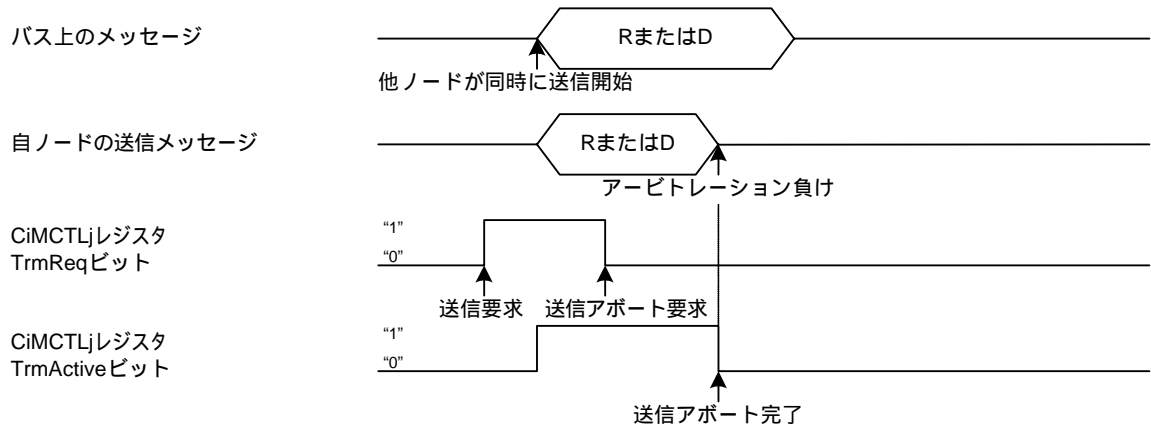 バス上のメッセージ
RまたはD
他ノードが同時に送信開始
自ノードの送信メッセージ
RまたはD
アービトレーション負け
CiMCTLjレジスタ
TrmReqビット
“1”
“0”
送信要求
送信アボート要求
CiMCTLjレジスタ
TrmActiveビット
“1”
“0”
送信アボート完了